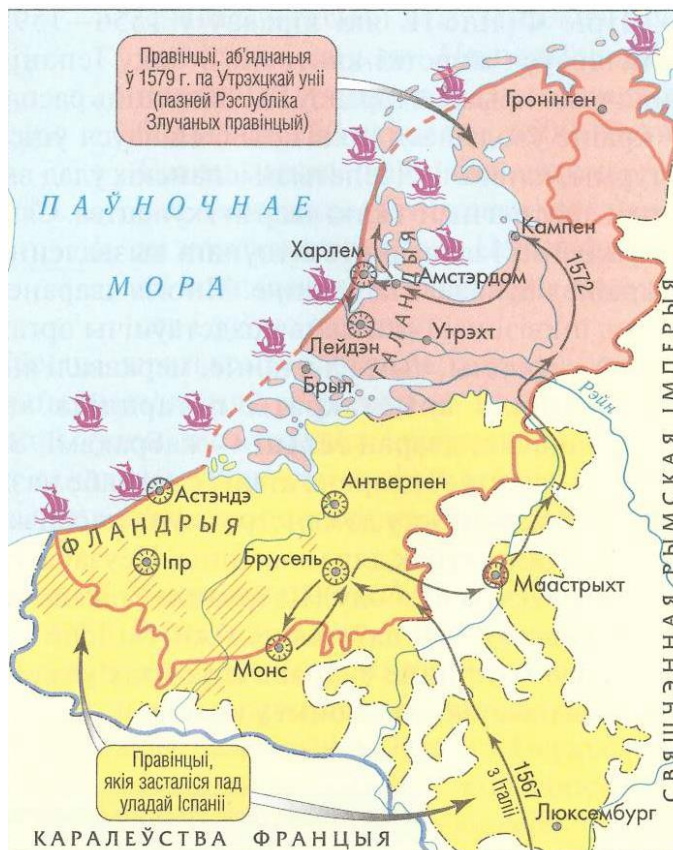 Правінцыі, аб'яднаныя
ў 1579 г. па Утрэхцкай уніі
(пазней Рэспубліка
Злучаных правінцый)
Гронінген
ПАЎНОЧНАЕ
МОРА
Кампен
Харлем
Амстэрдом
1572
ГАЛАНДЫЯ
Лейдэн
Утрэхт
Брыл
Рэйн
СВЯШЧЭННАЯ РЫМСКАЯ ІМПЕРЫЯ
Астэндэ
Антверпен
ФЛАНДРЫЯ
Іпр
Брусель
Маастрыхт
Монс
Правінцыі,
якія засталіся пад
уладай Іспаніі
1567
з Італіі
Люксембург
КАРАЛЕЎСТВА ФРАНЦЫЯ